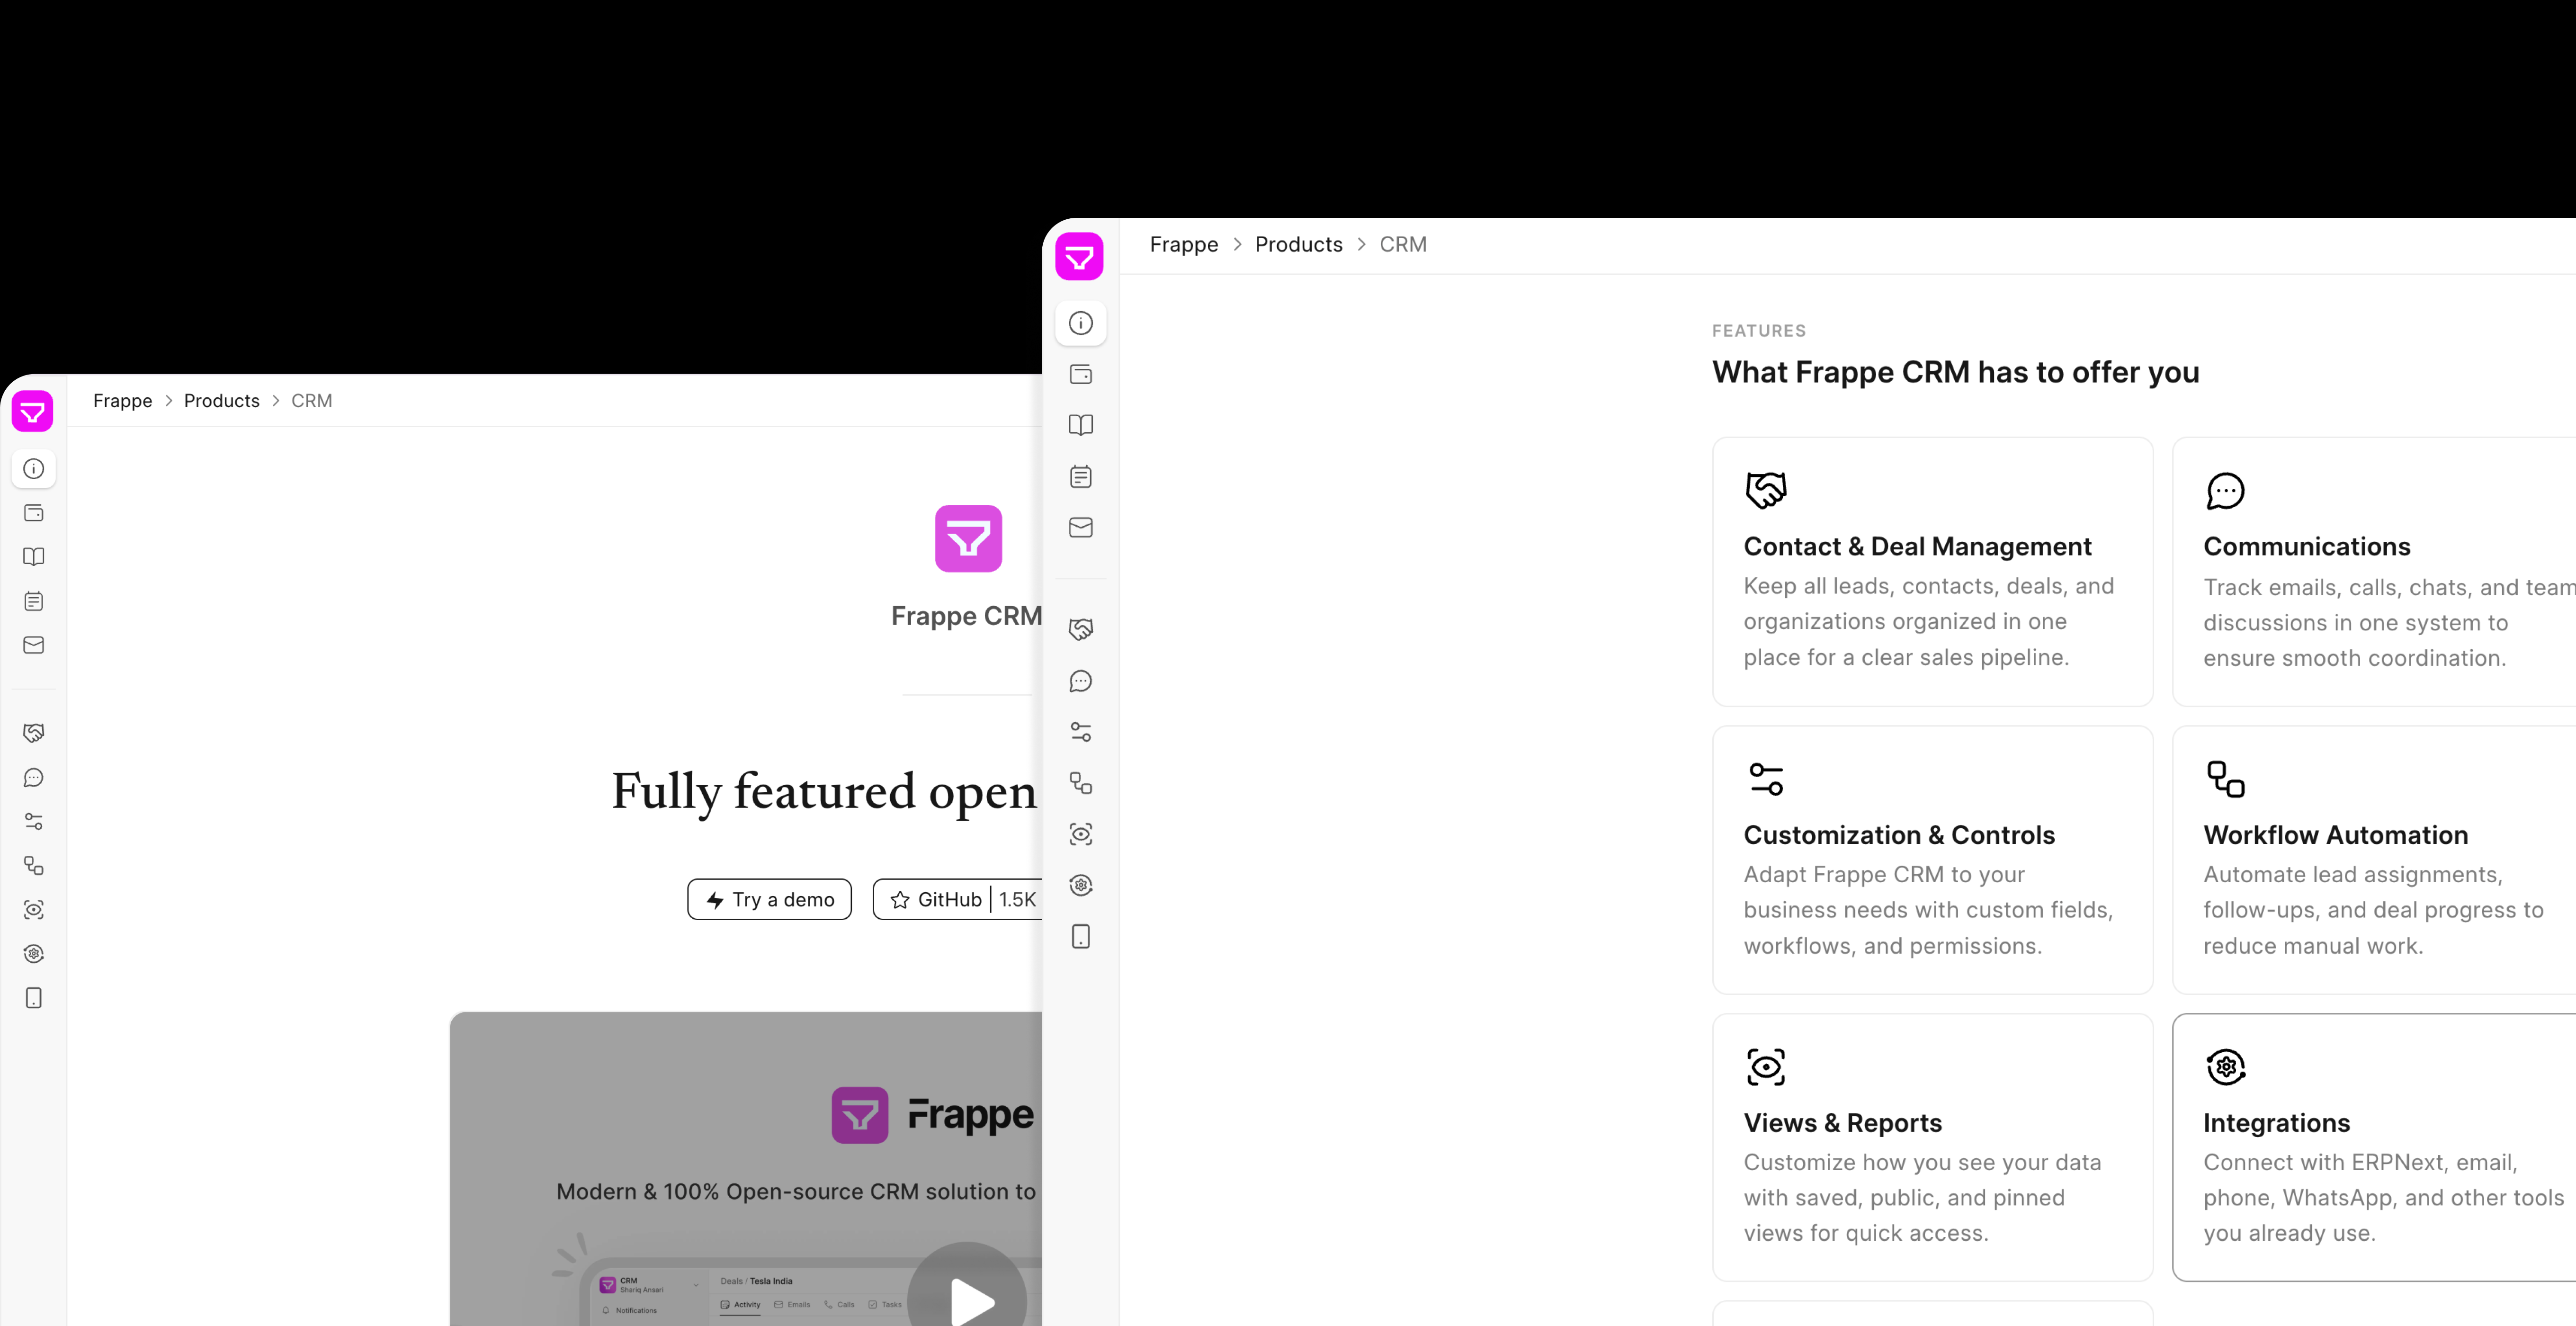 Frappe > Products > CRM
Frappe CRM
Fully featured open
Try a demo
GitHub | 1.5K
Frappe
Modern & 100% Open-source CRM solution to
CRM
Shariq Ansari
Notifications
Deals / Tesla India
Activity
Emails
Calls
Tasks
Frappe > Products > CRM
FEATURES
What Frappe CRM has to offer you
Contact & Deal Management
Keep all leads, contacts, deals, and
organizations organized in one
place for a clear sales pipeline.
Communications
Track emails, calls, chats, and team
discussions in one system to
ensure smooth coordination.
Customization & Controls
Adapt Frappe CRM to your
business needs with custom fields,
workflows, and permissions.
Workflow Automation
Automate lead assignments,
follow-ups, and deal progress to
reduce manual work.
Views & Reports
Customize how you see your data
with saved, public, and pinned
views for quick access.
Integrations
Connect with ERPNext, email,
phone, WhatsApp, and other tools
you already use.